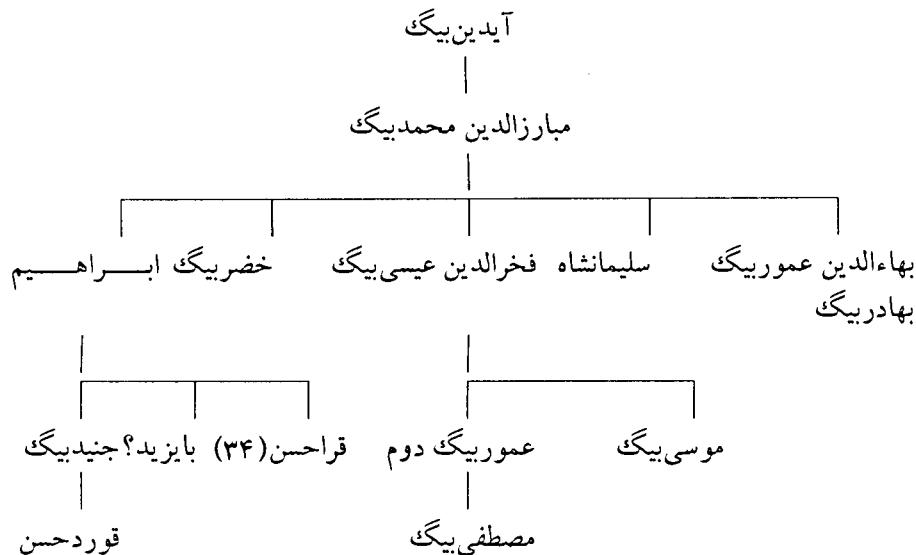 آیدین‌بیگ
مبارزالدین محمدبیگ
بهاءالدین عموربیگ سلیمانشاه فخرالدین عیسی‌بیگ خضربیگ ابراهیم
بهادربیگ
موسی‌بیگ عموربیگ دوم قراحسن(۳۴) بایزید؟ جنیدبیگ
مصطفی‌بیگ قوردحسن